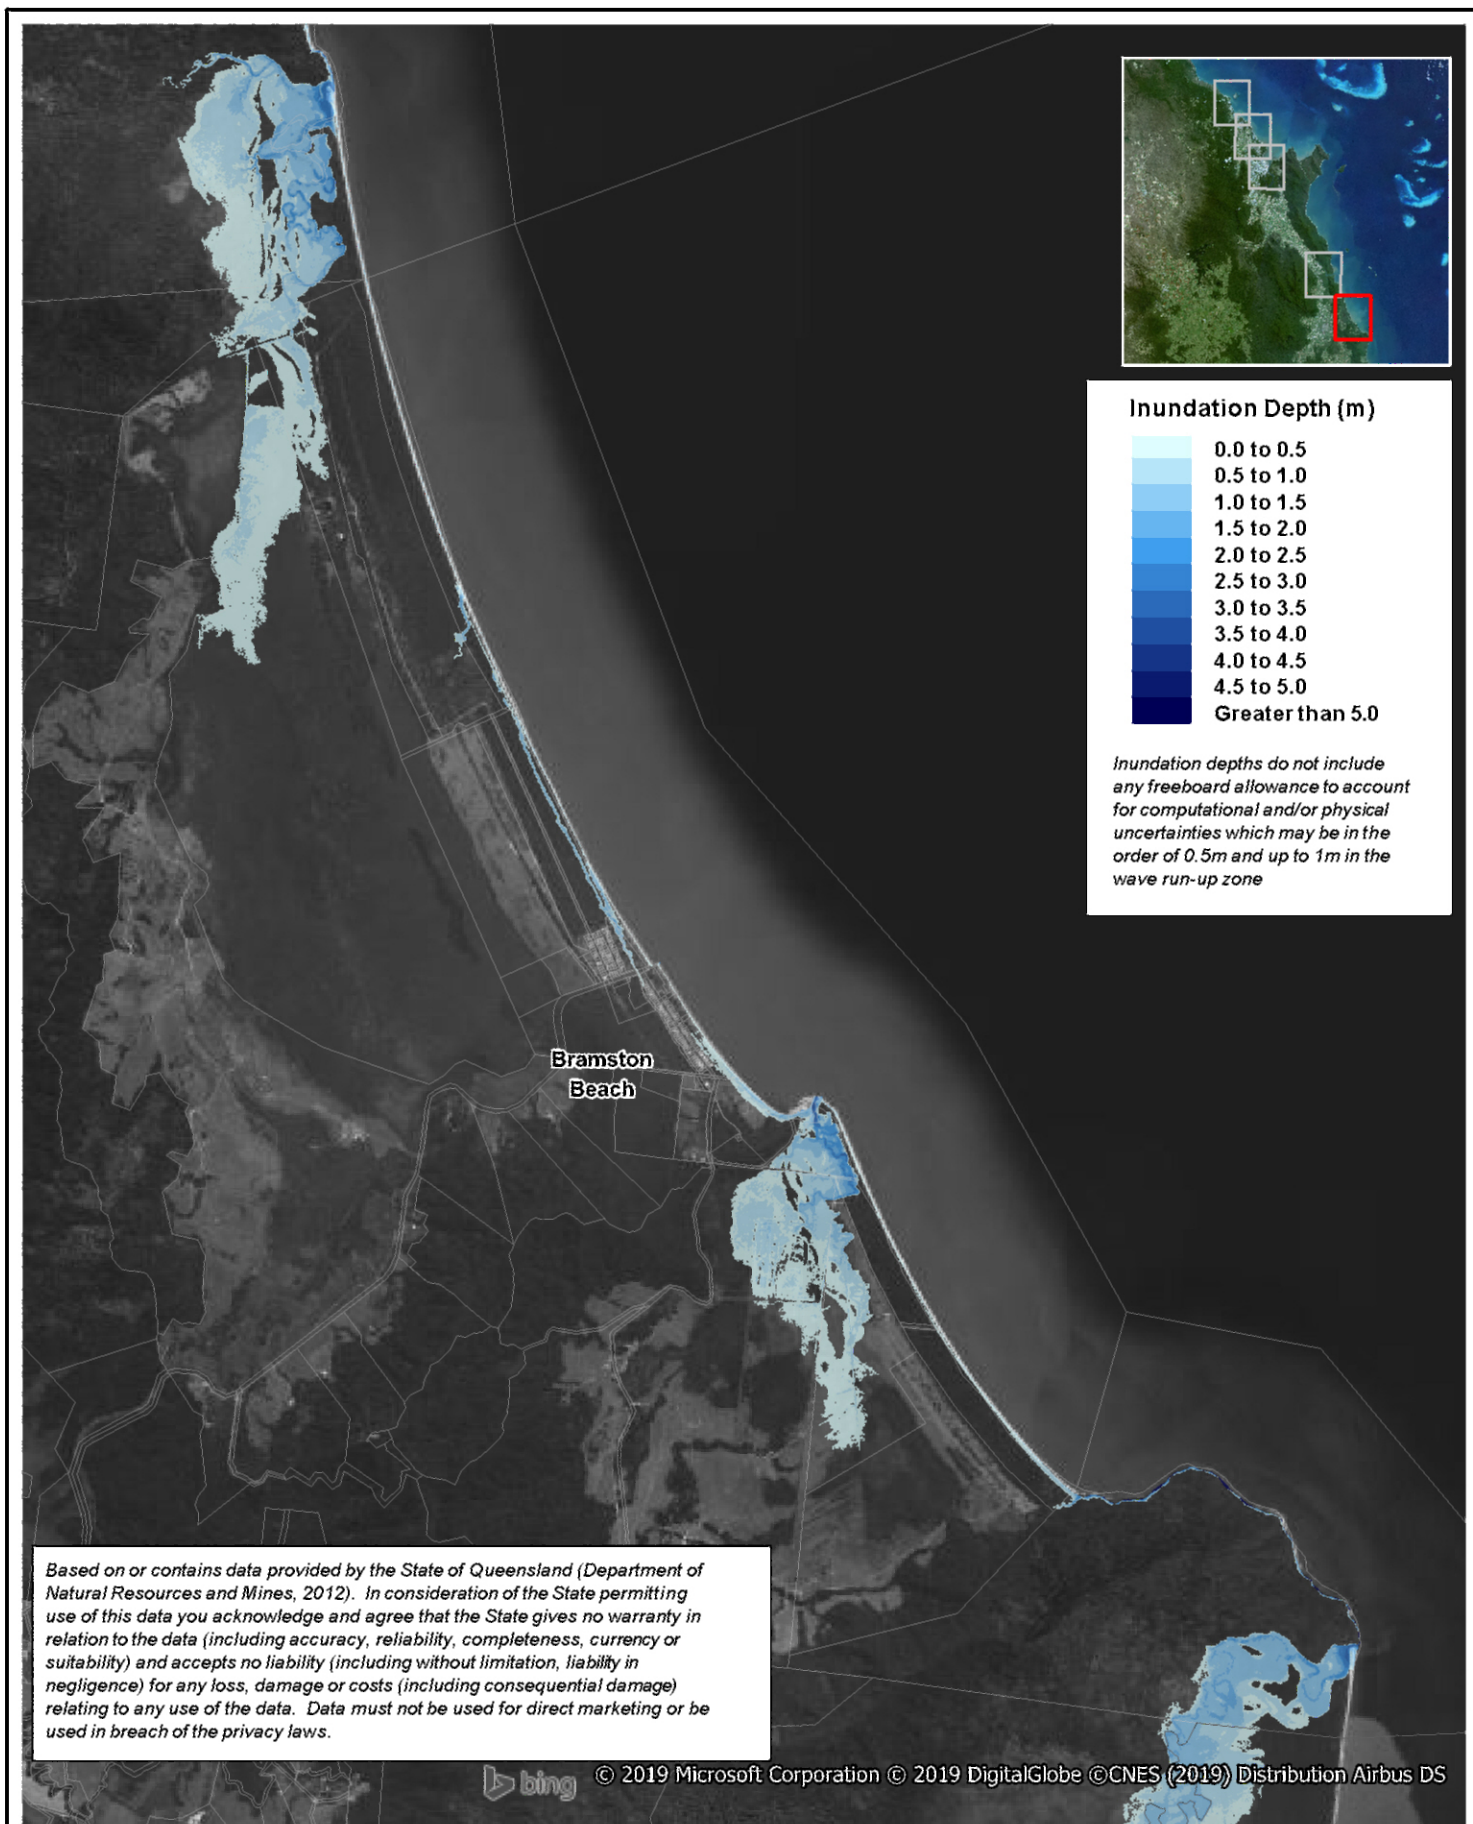 Inundation Depth (m)
0.0 to 0.5
0.5 to 1.0
1.0 to 1.5
1.5 to 2.0
2.0 to 2.5
2.5 to 3.0
3.0 to 3.5
3.5 to 4.0
4.0 to 4.5
4.5 to 5.0
Greater than 5.0
Inundation depths do not include
any freeboard allowance to account
for computational and/or physical
uncertainties which may be in the
order of 0.5m and up to 1m in the
wave run-up zone
Bramston
Beach
Based on or contains data provided by the State of Queensland (Department of
Natural Resources and Mines, 2012). In consideration of the State permitting
use of this data you acknowledge and agree that the State gives no warranty in
relation to the data (including accuracy, reliability, completeness, currency or
suitability) and accepts no liability (including without limitation, liability in
negligence) for any loss, damage or costs (including consequential damage)
relating to any use of the data. Data must not be used for direct marketing or be
used in breach of the privacy laws.
bing
© 2019 Microsoft Corporation © 2019 DigitalGlobe ©CNES (2019) Distribution Airbus DS